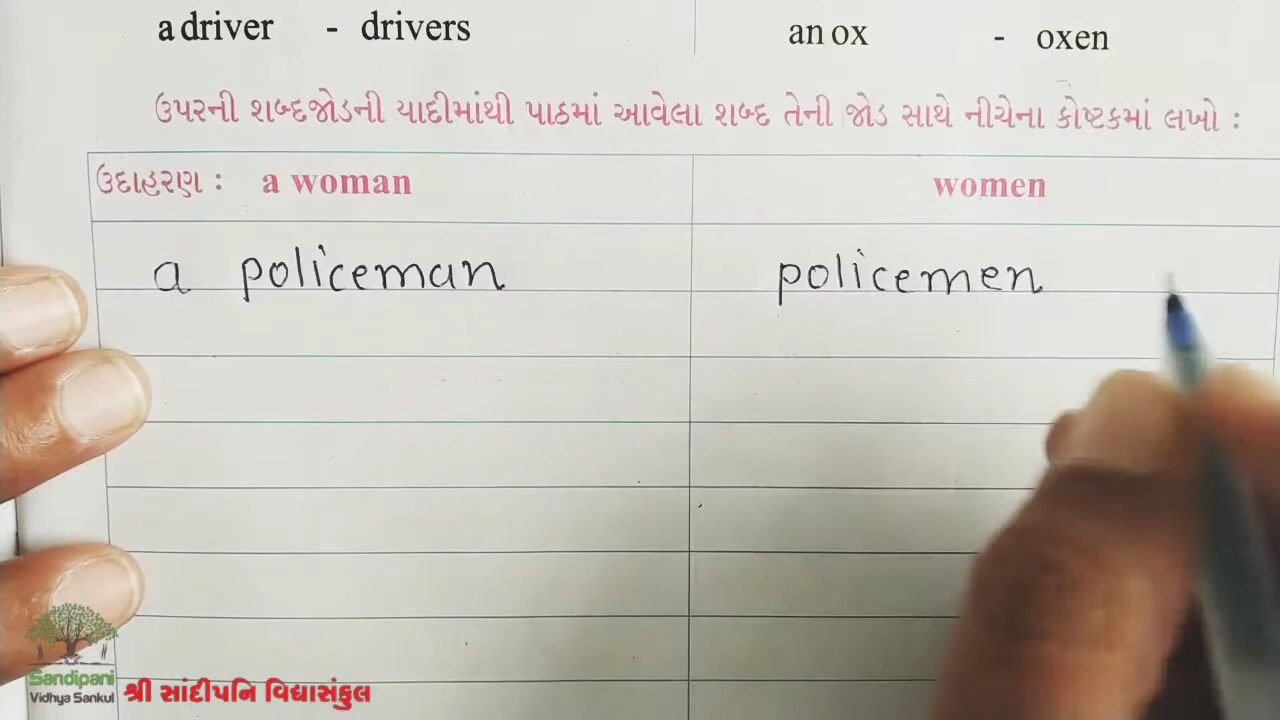 a driver - drivers an ox - oxen
ઉપરની શબ્દજોડની યાદીમાંથી પાઠમાં આવેલા શબ્દ તેની જોડ સાથે નીચેના કોષ્ટકમાં લખો :
ઉદાહરણ : a woman women
a policeman policemen
Sandipani
Vidhya Sankul
શ્રી સાંદીપનિ વિદ્યાસંકુલ